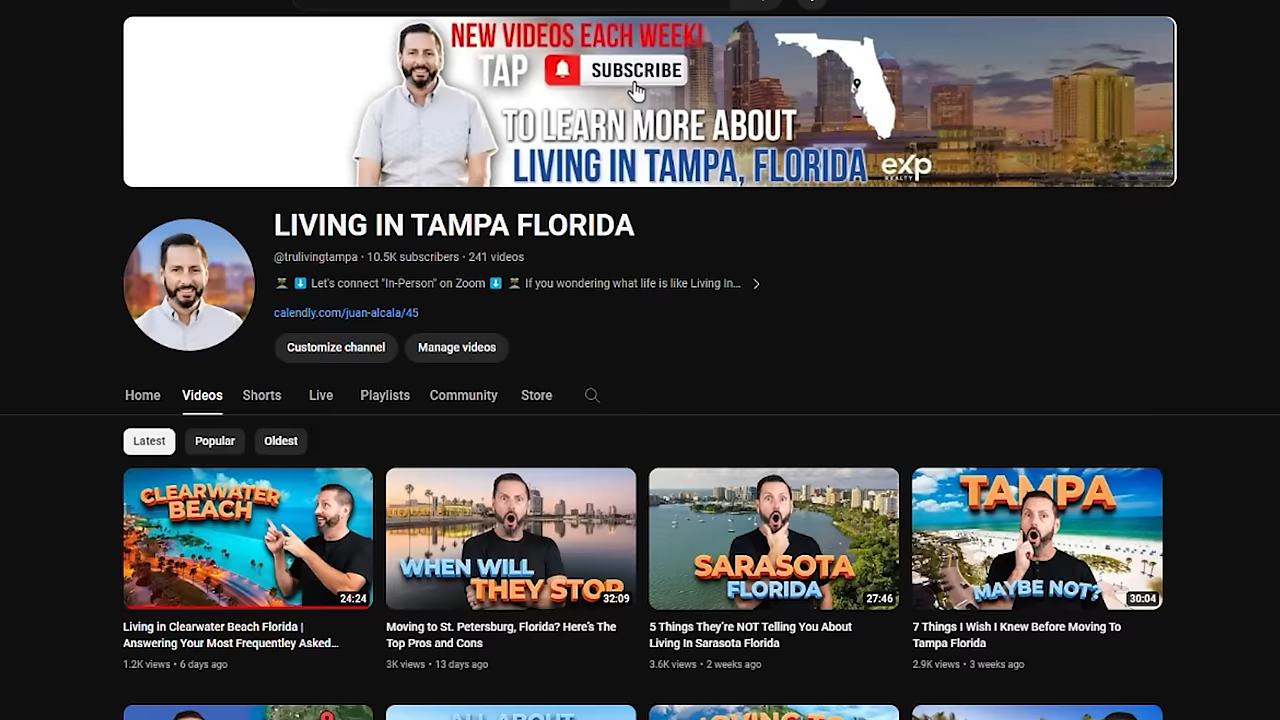 NEW VIDEOS EACH WEEK!
TAP SUBSCRIBE
TO LEARN MORE ABOUT
LIVING IN TAMPA, FLORIDA
exp
REALTY
LIVING IN TAMPA FLORIDA
@trulivingtampa · 10.5K subscribers · 241 videos
Let's connect "In-Person" on Zoom If you wondering what life is like Living In...
calendly.com/juan-alcala/45
Customize channel Manage videos
Home Videos Shorts Live Playlists Community Store
Latest Popular Oldest
CLEARWATER
BEACH
24:24
Living in Clearwater Beach Florida |
Answering Your Most Frequentley Asked...
1.2K views • 6 days ago
WHEN WILL
THEY STOP
32:09
Moving to St. Petersburg, Florida? Here's The
Top Pros and Cons
3K views • 13 days ago
SARASOTA
FLORIDA
27:46
5 Things They're NOT Telling You About
Living In Sarasota Florida
3.6K views • 2 weeks ago
TAMPA
MAYBE NOT?
30:04
7 Things I Wish I Knew Before Moving To
Tampa Florida
2.9K views • 3 weeks ago
ALL ABOUT